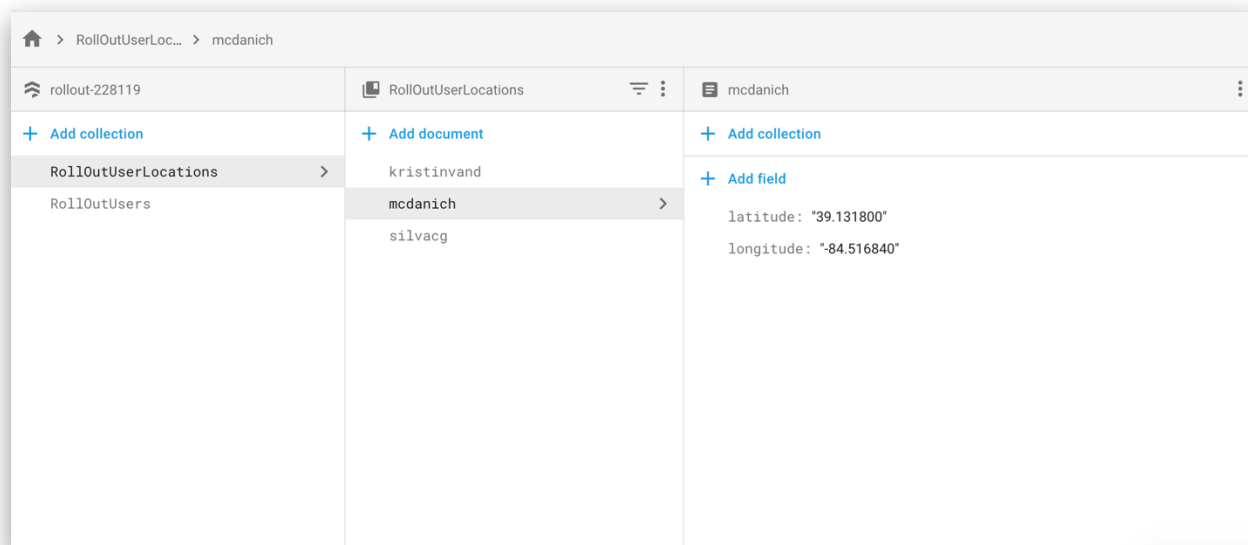 RollOutUserLoc... > mcdanich
rollout-228119
RollOutUserLocations
mcdanich
+ Add collection
+ Add document
+ Add collection
RollOutUserLocations
RollOutUsers
kristinvand
mcdanich
silvacg
+ Add field
latitude: "39.131800"
longitude: "-84.516840"